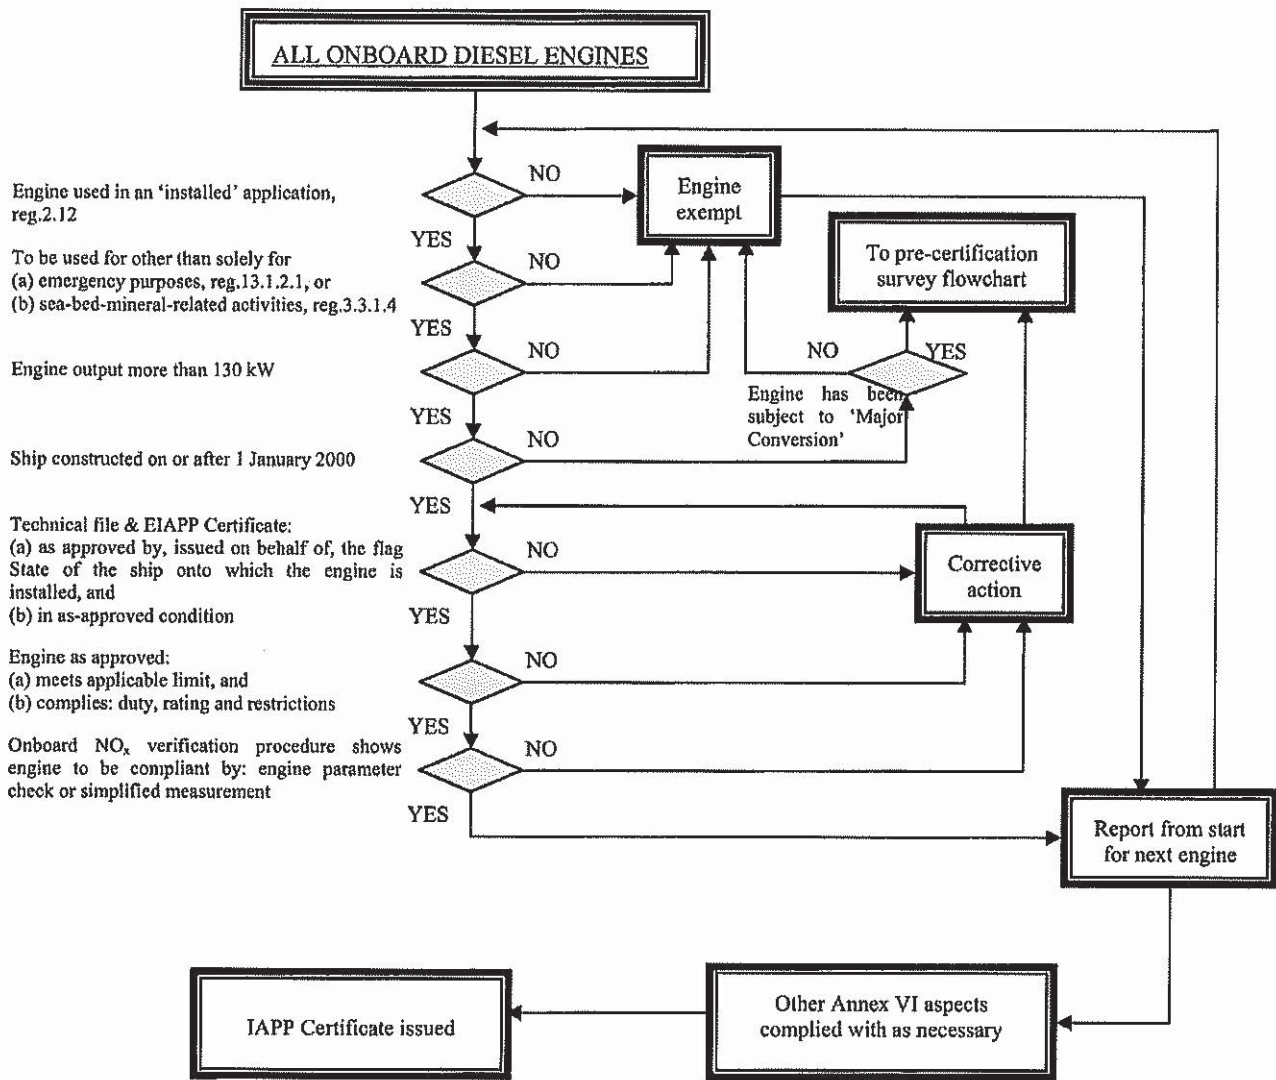 ALL ONBOARD DIESEL ENGINES
Engine used in an ‘installed’ application,
reg.2.12
NO
Engine
exempt
YES
To be used for other than solely for
(a) emergency purposes, reg.13.1.2.1, or
(b) sea-bed-mineral-related activities, reg.3.3.1.4
NO
To pre-certification
survey flowchart
YES
Engine output more than 130 kW
NO
NO
YES
Engine has been
subject to ‘Major
Conversion’
YES
Ship constructed on or after 1 January 2000
NO
YES
Technical file & EIAPP Certificate:
(a) as approved by, issued on behalf of, the flag
State of the ship onto which the engine is
installed, and
(b) in as-approved condition
NO
Corrective
action
YES
Engine as approved:
(a) meets applicable limit, and
(b) complies: duty, rating and restrictions
NO
YES
Onboard NOx verification procedure shows
engine to be compliant by: engine parameter
check or simplified measurement
NO
YES
Report from start
for next engine
Other Annex VI aspects
complied with as necessary
IAPP Certificate issued